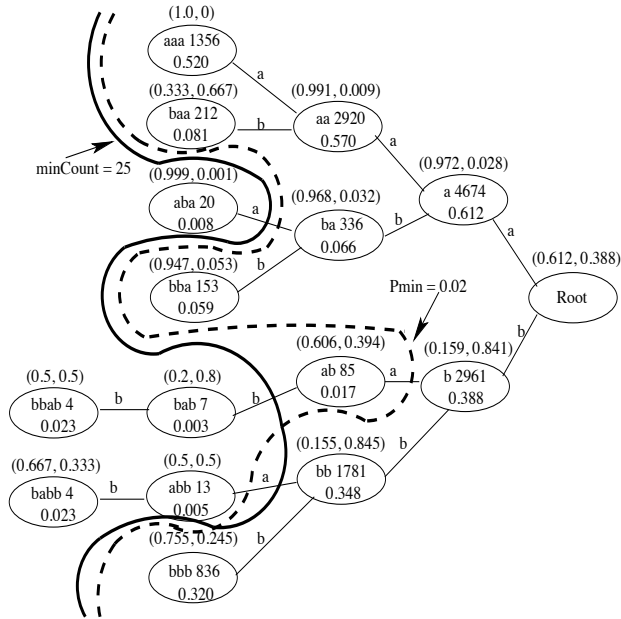 (1.0, 0)
aaa 1356
0.520
a
(0.333, 0.667)
baa 212
0.081
b
(0.991, 0.009)
aa 2920
0.570
a
minCount = 25
(0.999, 0.001)
aba 20
0.008
a
(0.968, 0.032)
ba 336
0.066
b
(0.972, 0.028)
a 4674
0.612
a
(0.947, 0.053)
bba 153
0.059
b
(0.612, 0.388)
Root
Pmin = 0.02
b
(0.606, 0.394)
ab 85
0.017
a
(0.159, 0.841)
b 2961
0.388
(0.5, 0.5)
bbab 4
0.023
b
(0.2, 0.8)
bab 7
0.003
b
(0.667, 0.333)
babb 4
0.023
b
(0.5, 0.5)
abb 13
0.005
a
(0.155, 0.845)
bb 1781
0.348
b
(0.755, 0.245)
bbb 836
0.320
b